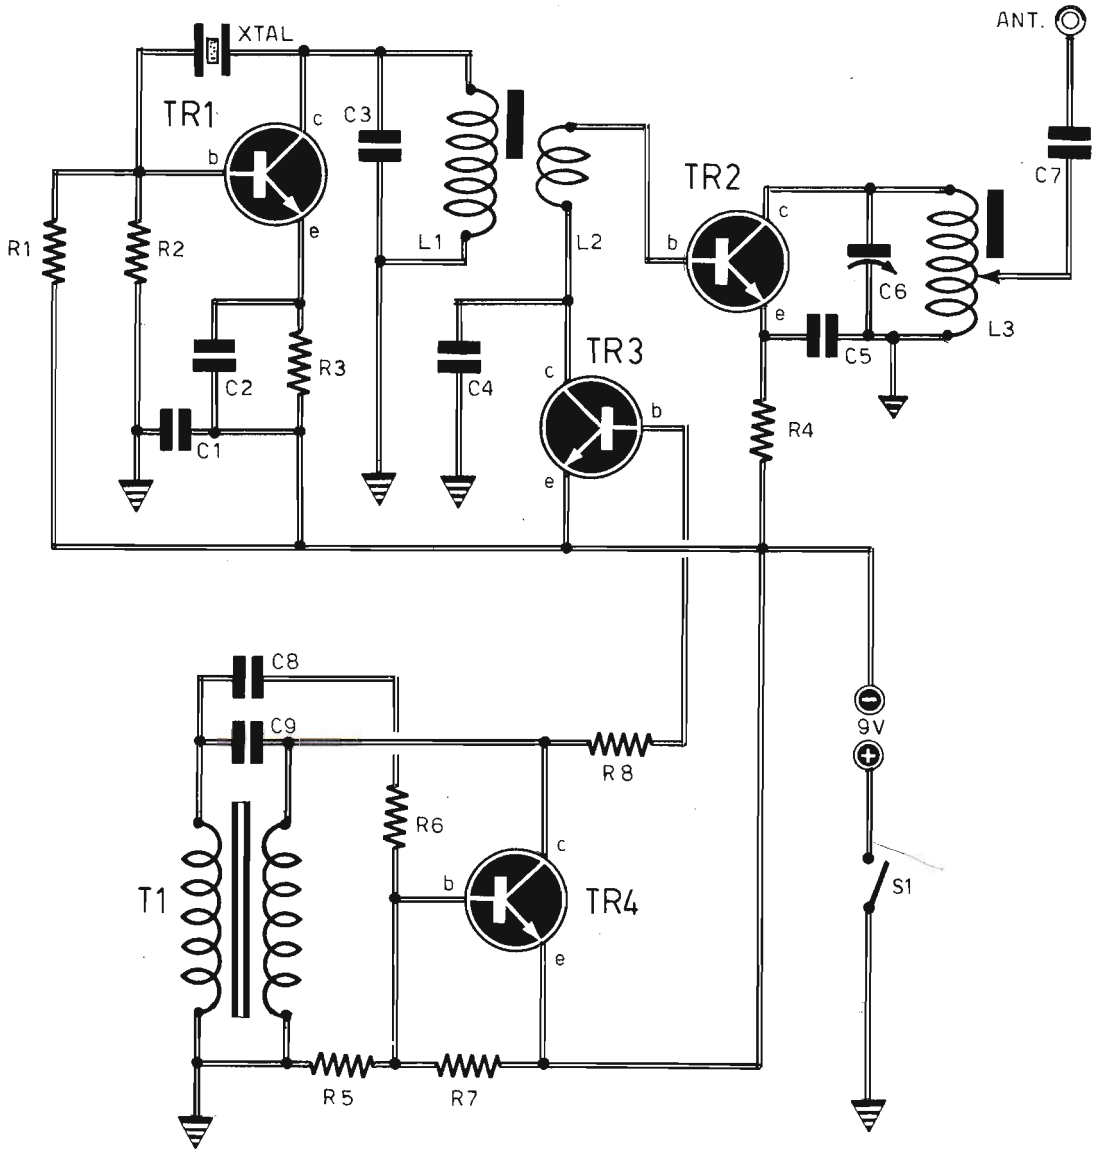 ANT.
XTAL
TR1
c
C3
b
e
R1
R2
L1
L2
TR2
c
b
e
C7
C6
L3
C5
C2
R3
C1
C4
TR3
c
b
e
R4
C8
C9
R8
R6
9V
− 
+
T1
b
c
e
TR4
S1
R5
R7